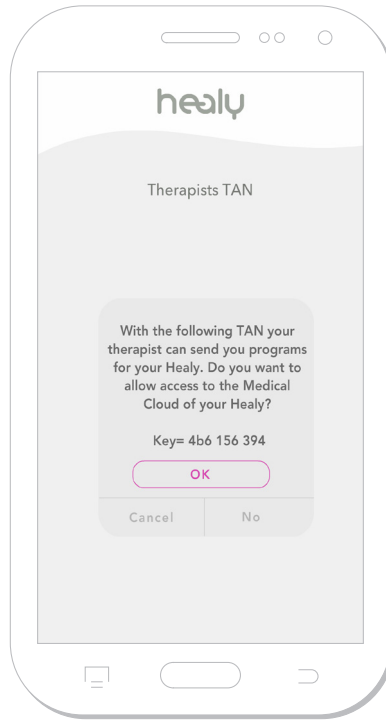 healy
Therapists TAN
With the following TAN your
therapist can send you programs
for your Healy. Do you want to
allow access to the Medical
Cloud of your Healy?
Key= 4b6 156 394
OK
Cancel No